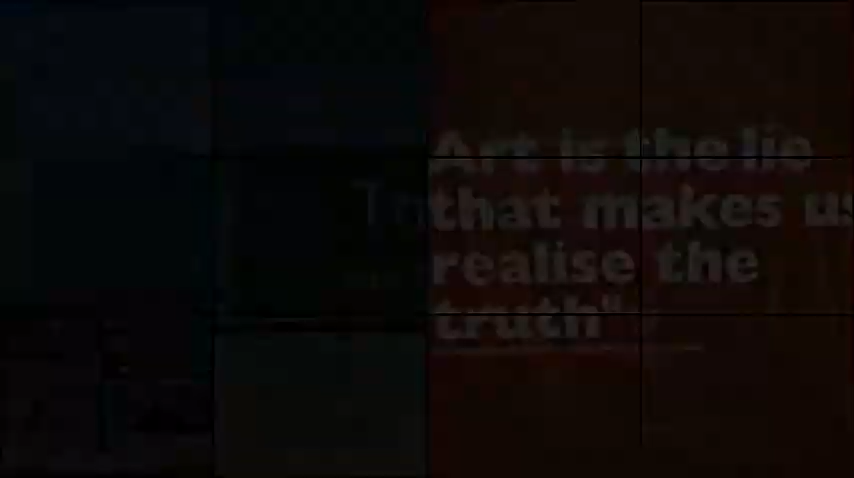 Art is the lie
that makes us
realise the
truth"